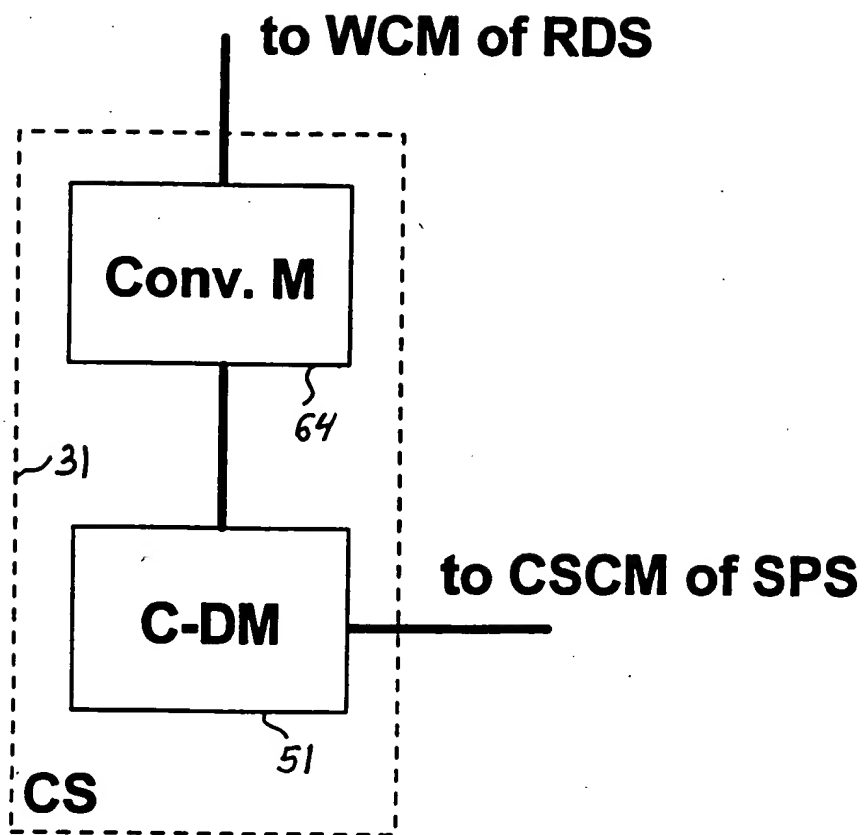 to WCM of RDS
Conv. M
64
31
to CSCM of SPS
C-DM
51
CS